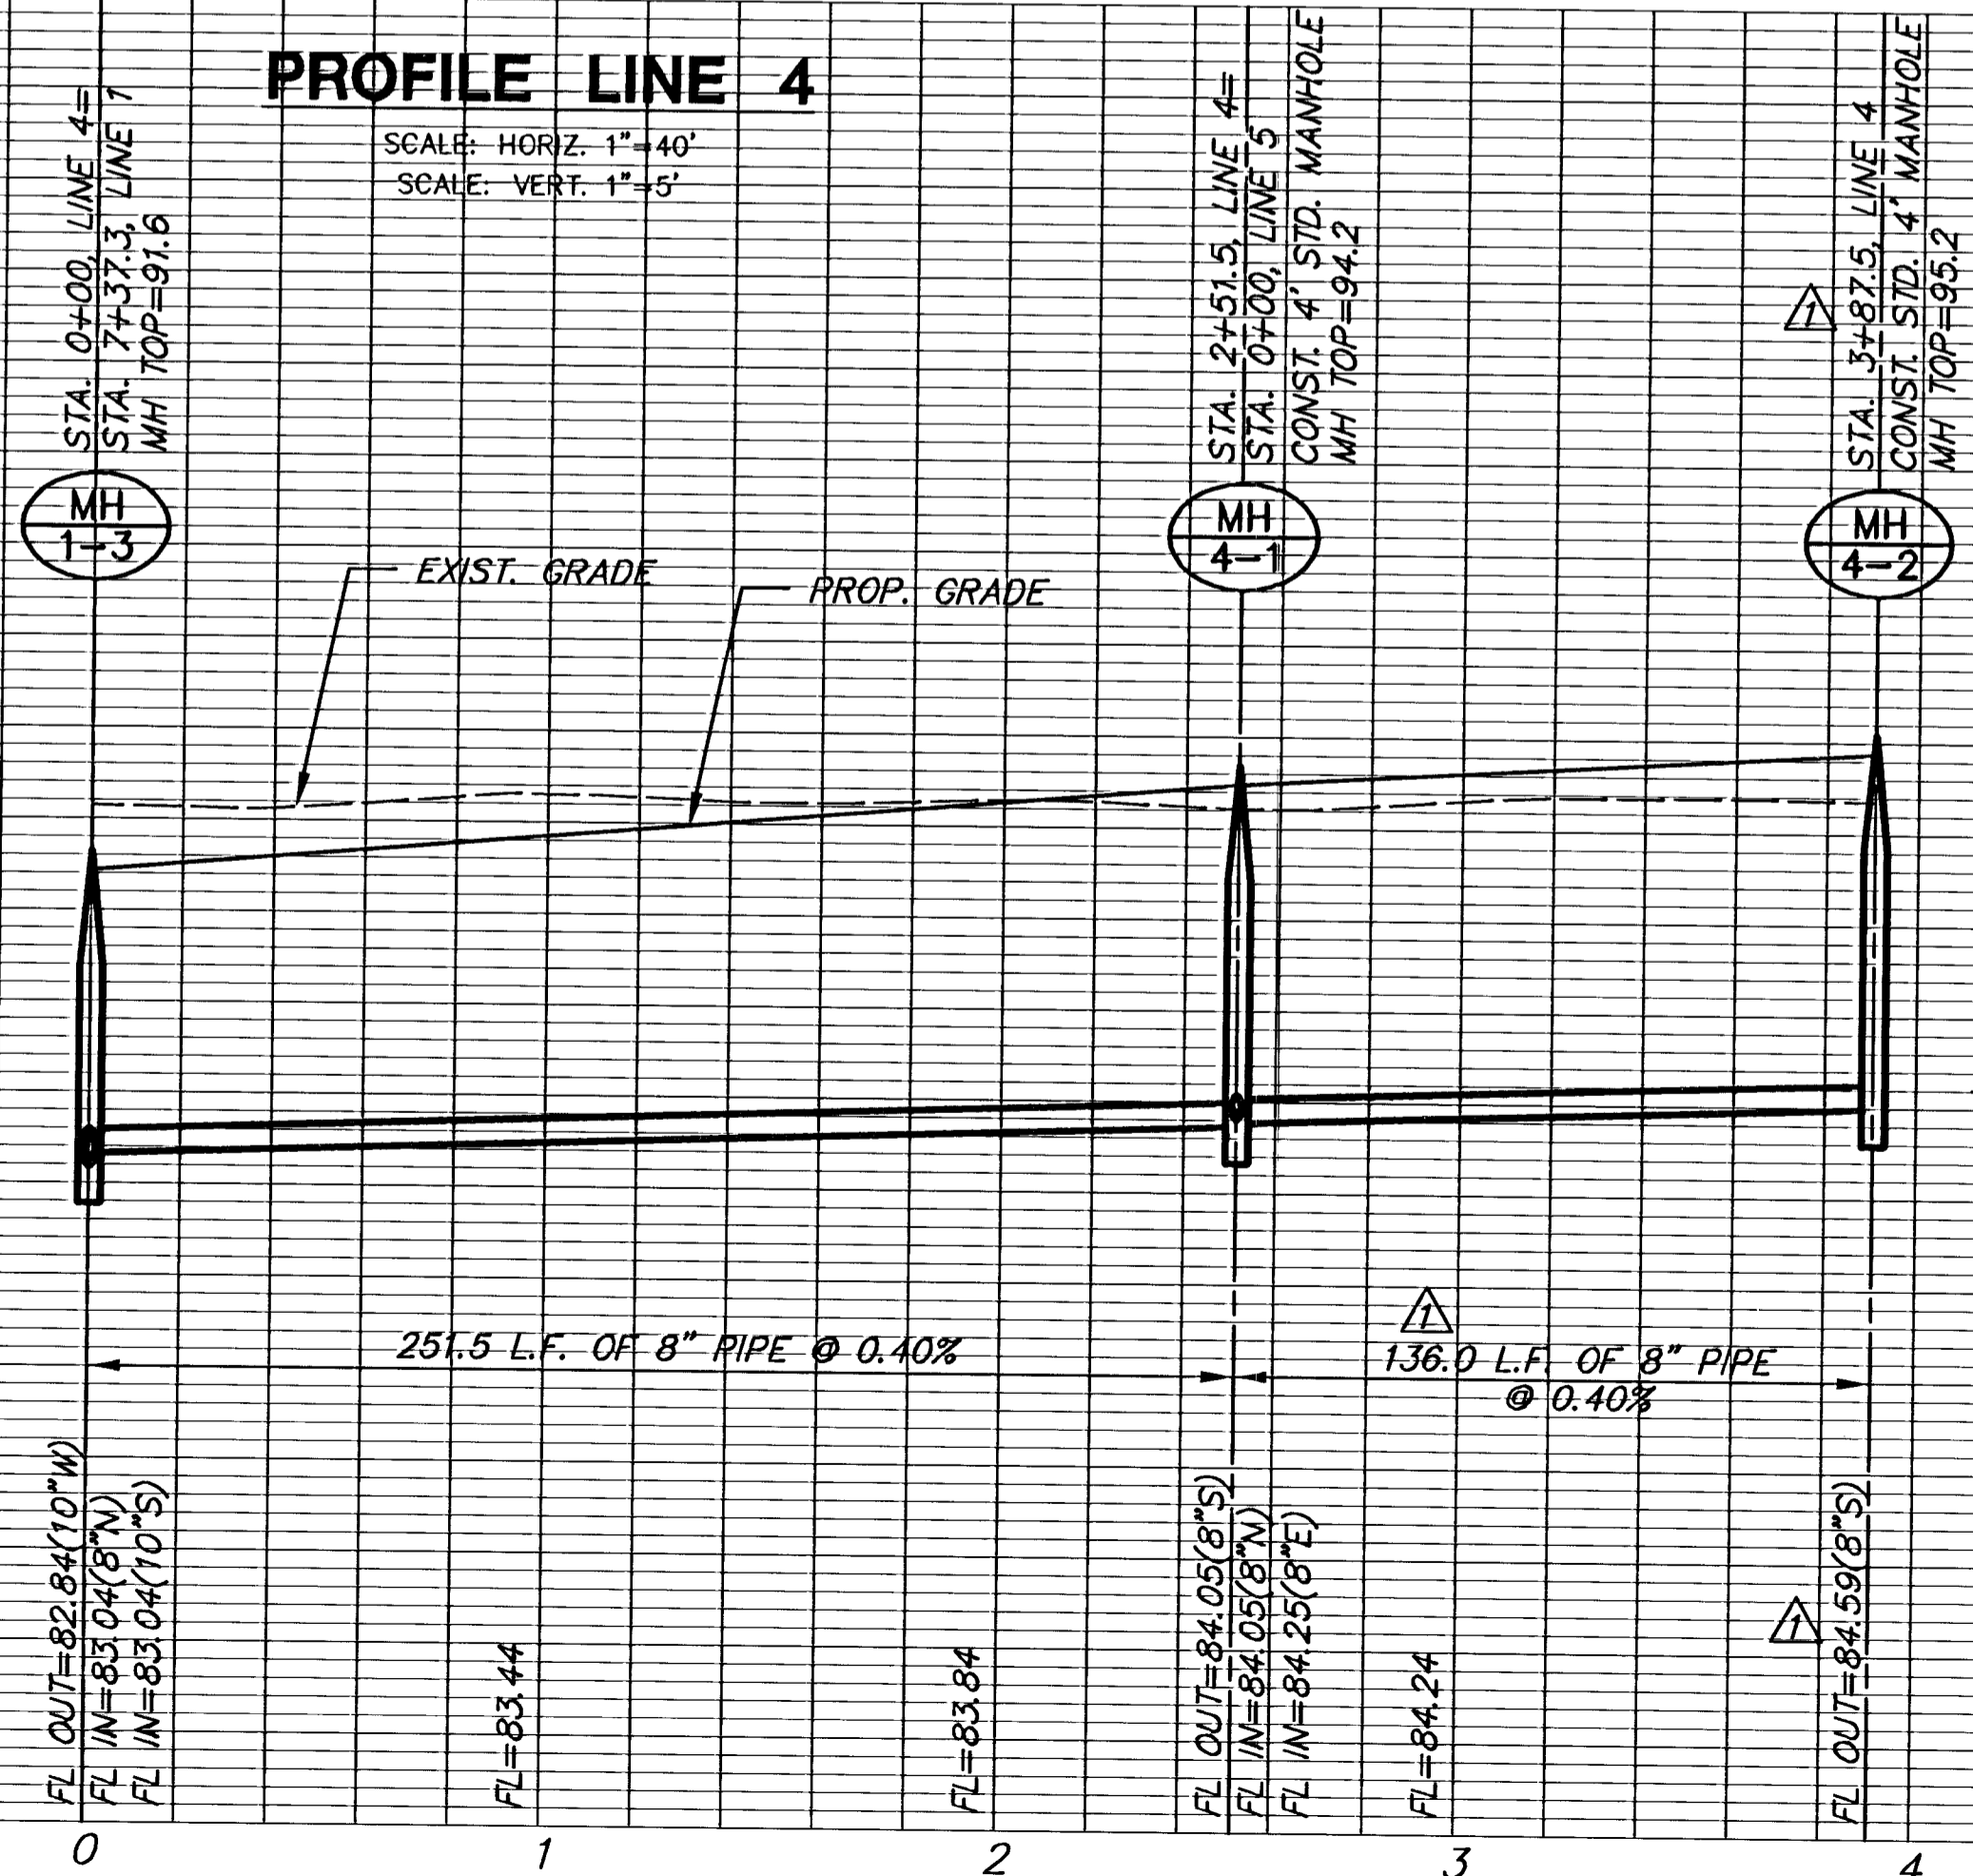 PROFILE LINE 4
SCALE: HORIZ. 1"=40'
SCALE: VERT. 1"=5'
STA. 0+00, LINE 4=
STA. 7+37.3, LINE 1
MH TOP=91.6
STA. 2+51.5, LINE 4=
STA. 0+00, LINE 5
CONST. 4' STD. MANHOLE
MH TOP=94.2
1
STA. 3+87.5, LINE 4
CONST. STD. 4' MANHOLE
MH TOP=95.2
MH
1-3
MH
4-1
MH
4-2
EXIST. GRADE
PROP. GRADE
251.5 L.F. OF 8" PIPE @ 0.40%
1
136.0 L.F. OF 8" PIPE
@ 0.40%
FL OUT=82.84(10"W)
FL IN=83.04(8"N)
FL IN=83.04(10"S)
FL=83.44
FL=83.84
FL OUT=84.05(8"S)
FL IN=84.05(8"N)
FL IN=84.25(8"E)
FL=84.24
1
FL OUT=84.59(8"S)
0
1
2
3
4